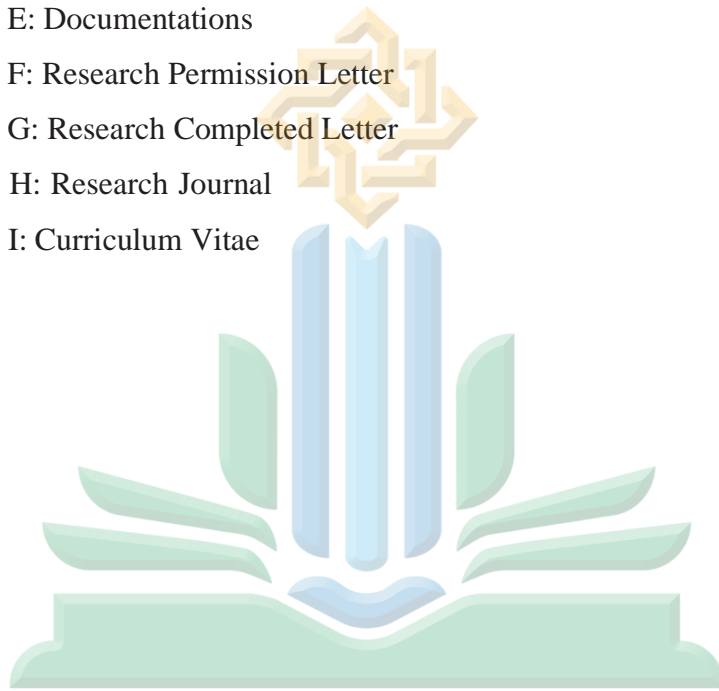 E: Documentations
F: Research Permission Letter
G: Research Completed Letter
H: Research Journal
I: Curriculum Vitae